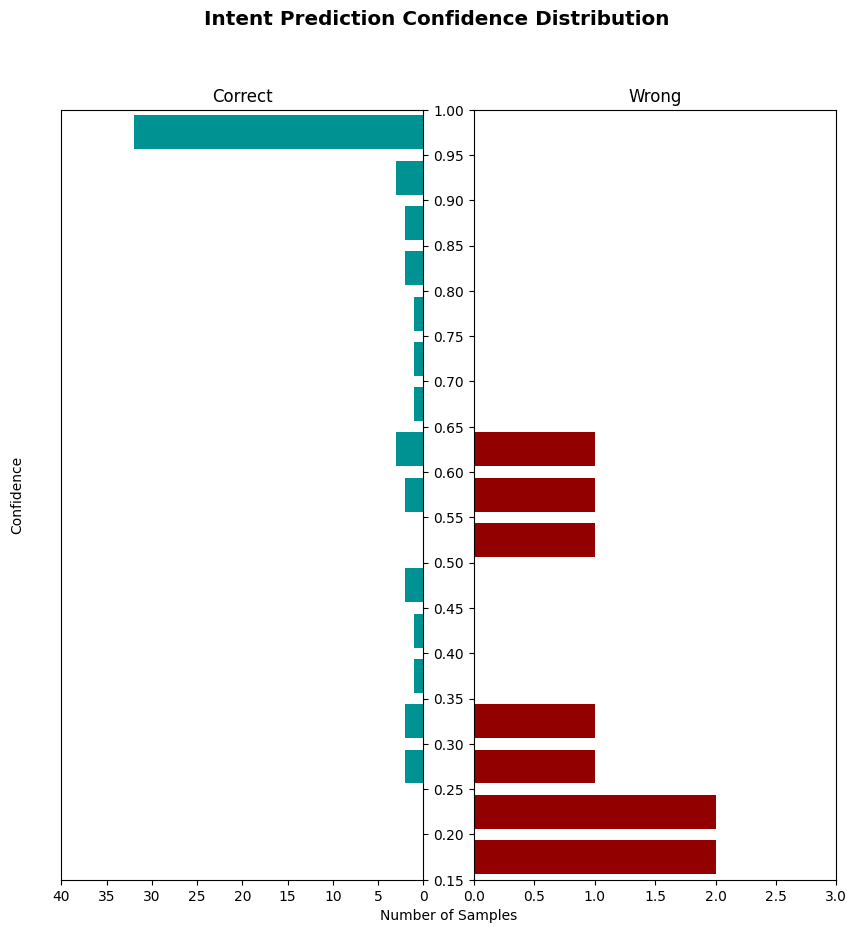 Intent Prediction Confidence Distribution
Correct
Wrong
1.00
0.95
0.90
0.85
0.80
0.75
0.70
0.65
0.60
0.55
0.50
0.45
0.40
0.35
0.30
0.25
0.20
0.15
Confidence
40 35 30 25 20 15 10 5 0
0.0 0.5 1.0 1.5 2.0 2.5 3.0
Number of Samples